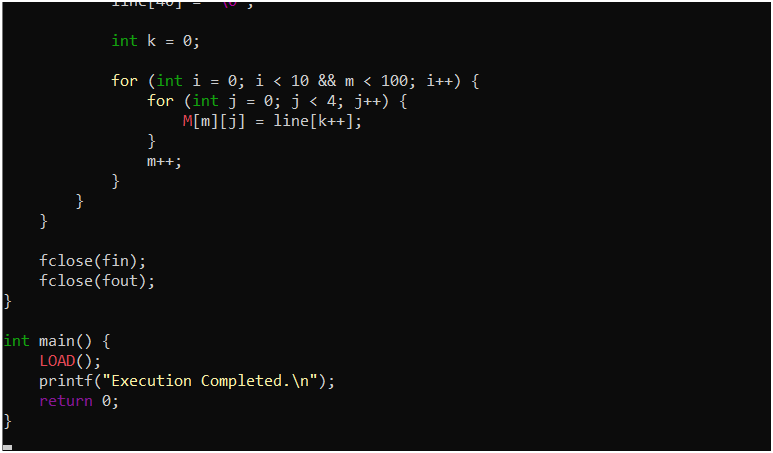 line[40] = '\0';
int k = 0;
for (int i = 0; i < 10 && m < 100; i++) {
for (int j = 0; j < 4; j++) {
M[m][j] = line[k++];
}
m++;
}
}
}
fclose(fin);
fclose(fout);
}
int main() {
LOAD();
printf("Execution Completed.\n");
return 0;
}